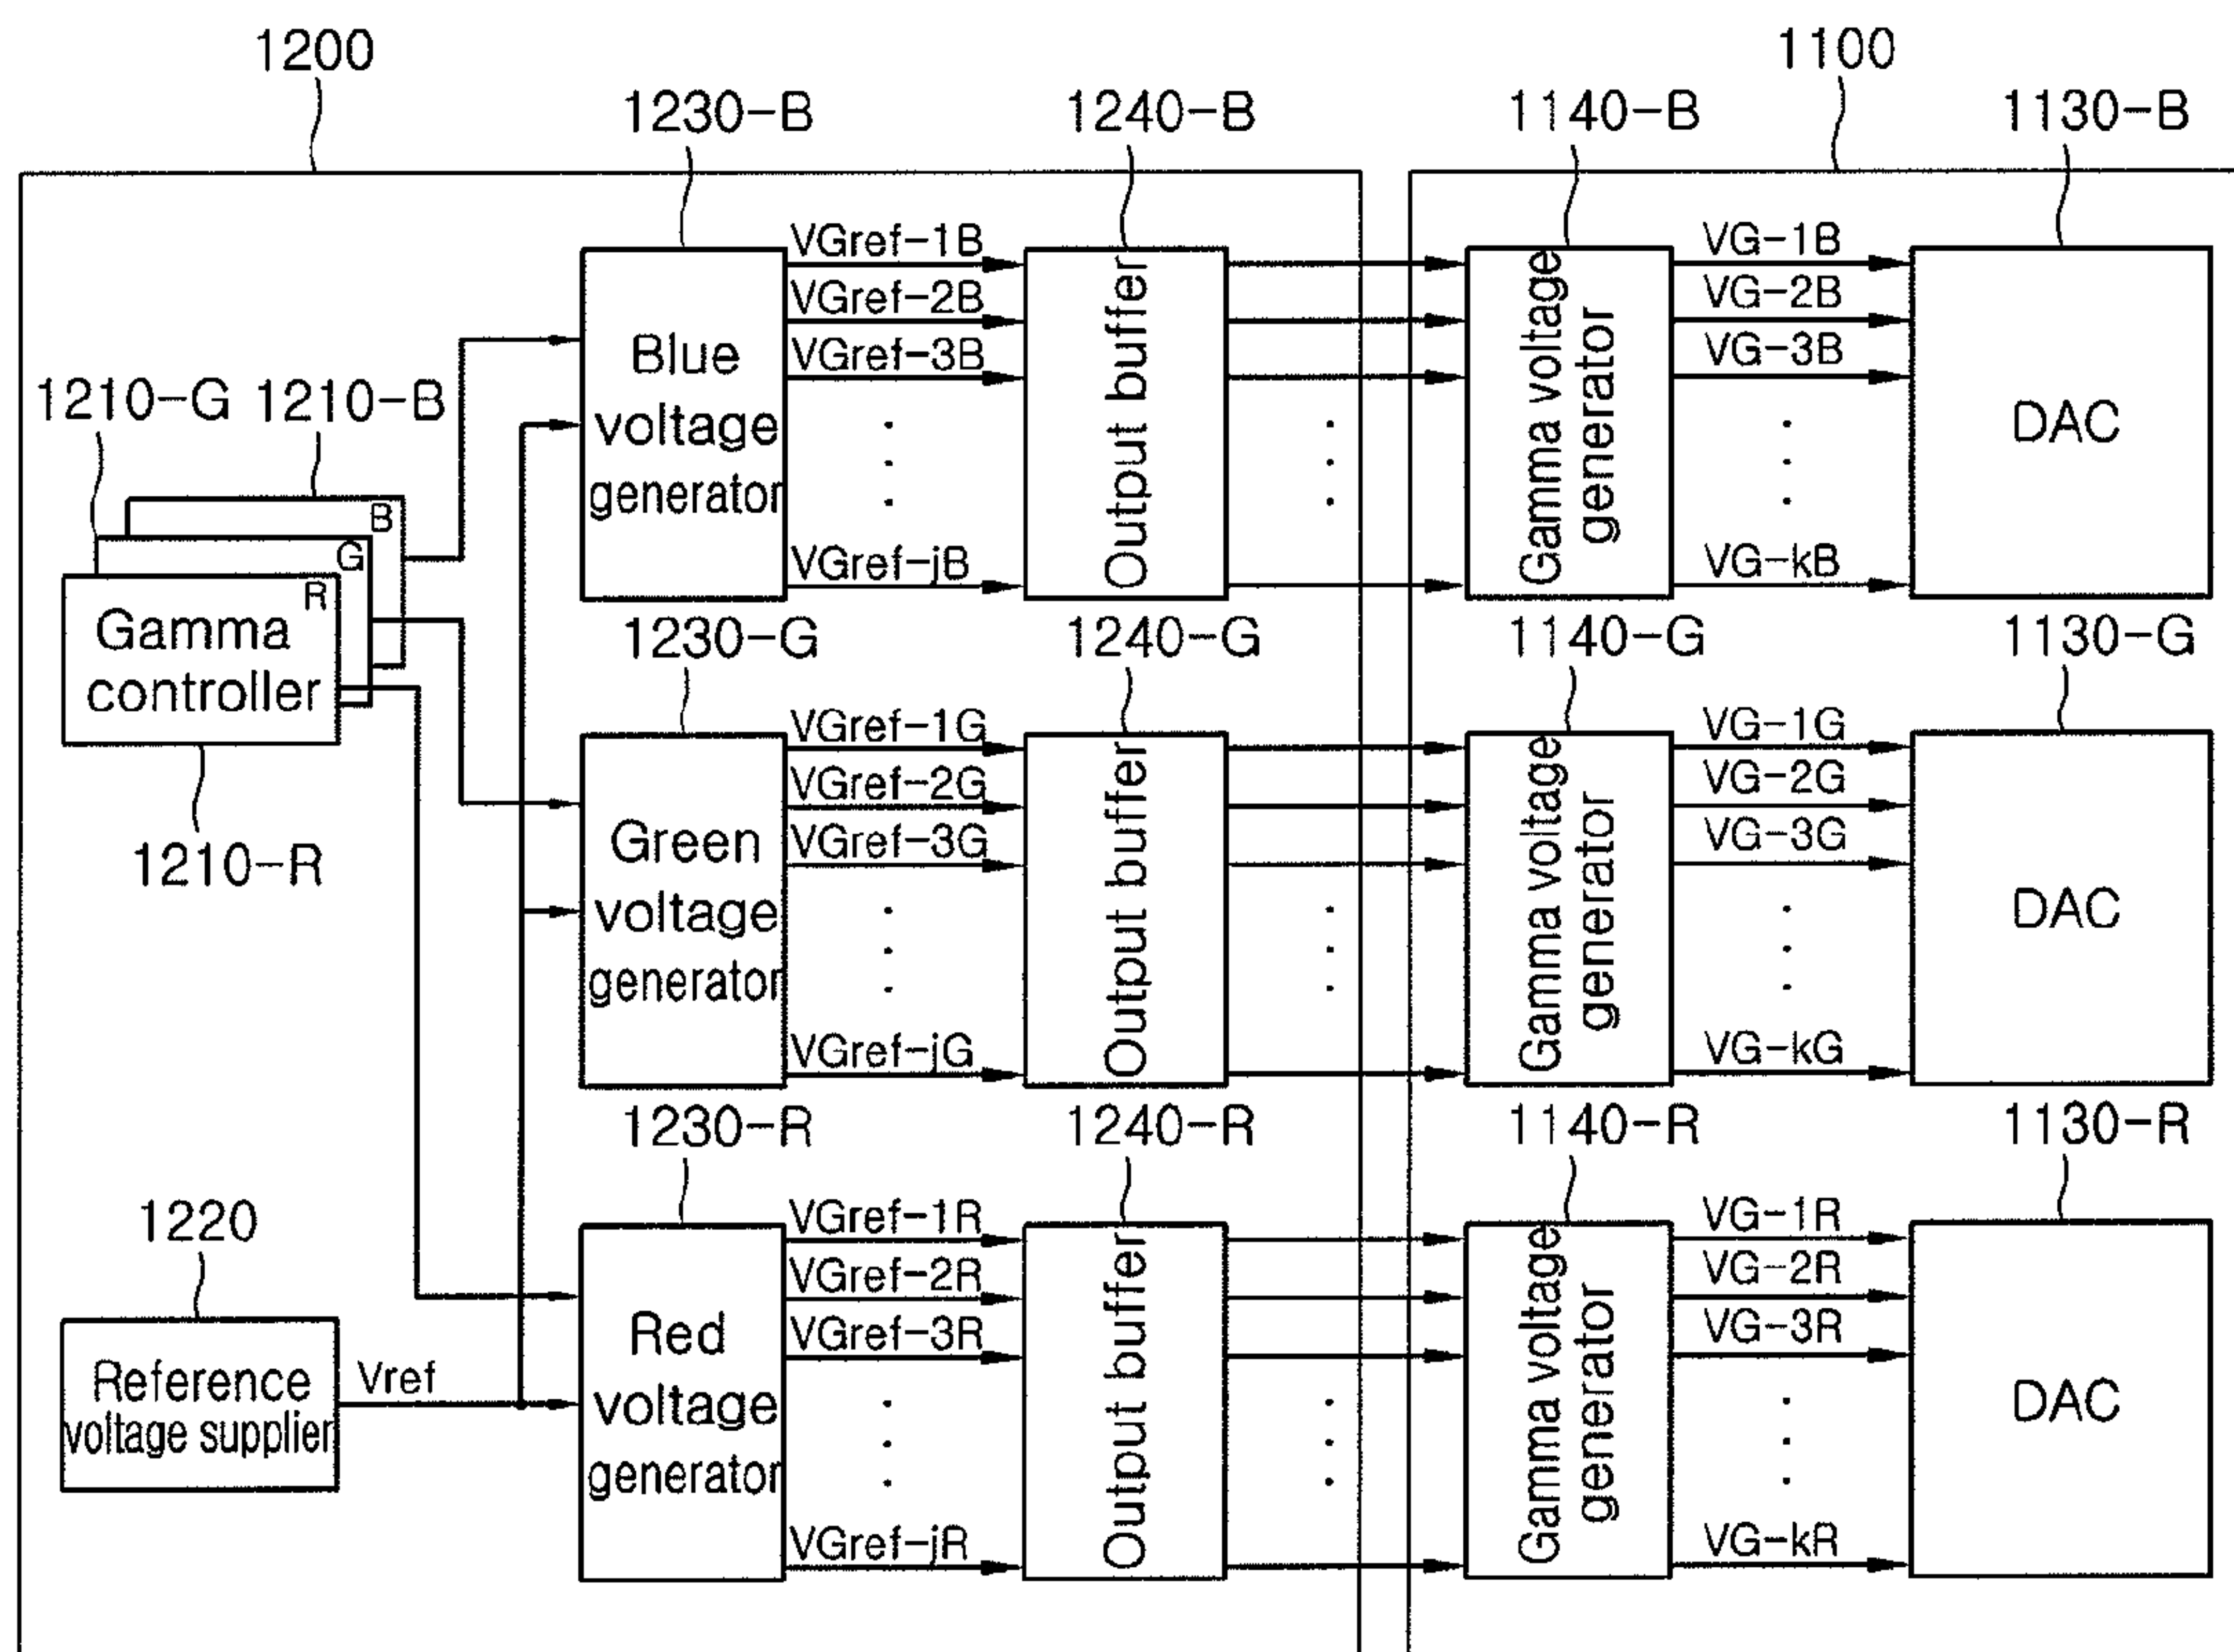 1200
1100
1230-B
1240-B
1140-B
1130-B
VGref-1B
VGref-2B
VGref-3B
VGref-jB
Blue
voltage
generator
Output buffer
Gamma voltage
generator
VG-1B
VG-2B
VG-3B
VG-kB
DAC
1210-G
1210-B
B
G
R
Gamma
controller
1210-R
1230-G
1240-G
1140-G
1130-G
VGref-1G
VGref-2G
VGref-3G
VGref-jG
Green
voltage
generator
Output buffer
Gamma voltage
generator
VG-1G
VG-2G
VG-3G
VG-kG
DAC
1230-R
1240-R
1140-R
1130-R
1220
Reference
voltage supplier
Vref
VGref-1R
VGref-2R
VGref-3R
VGref-jR
Red
voltage
generator
Output buffer
Gamma voltage
generator
VG-1R
VG-2R
VG-3R
VG-kR
DAC